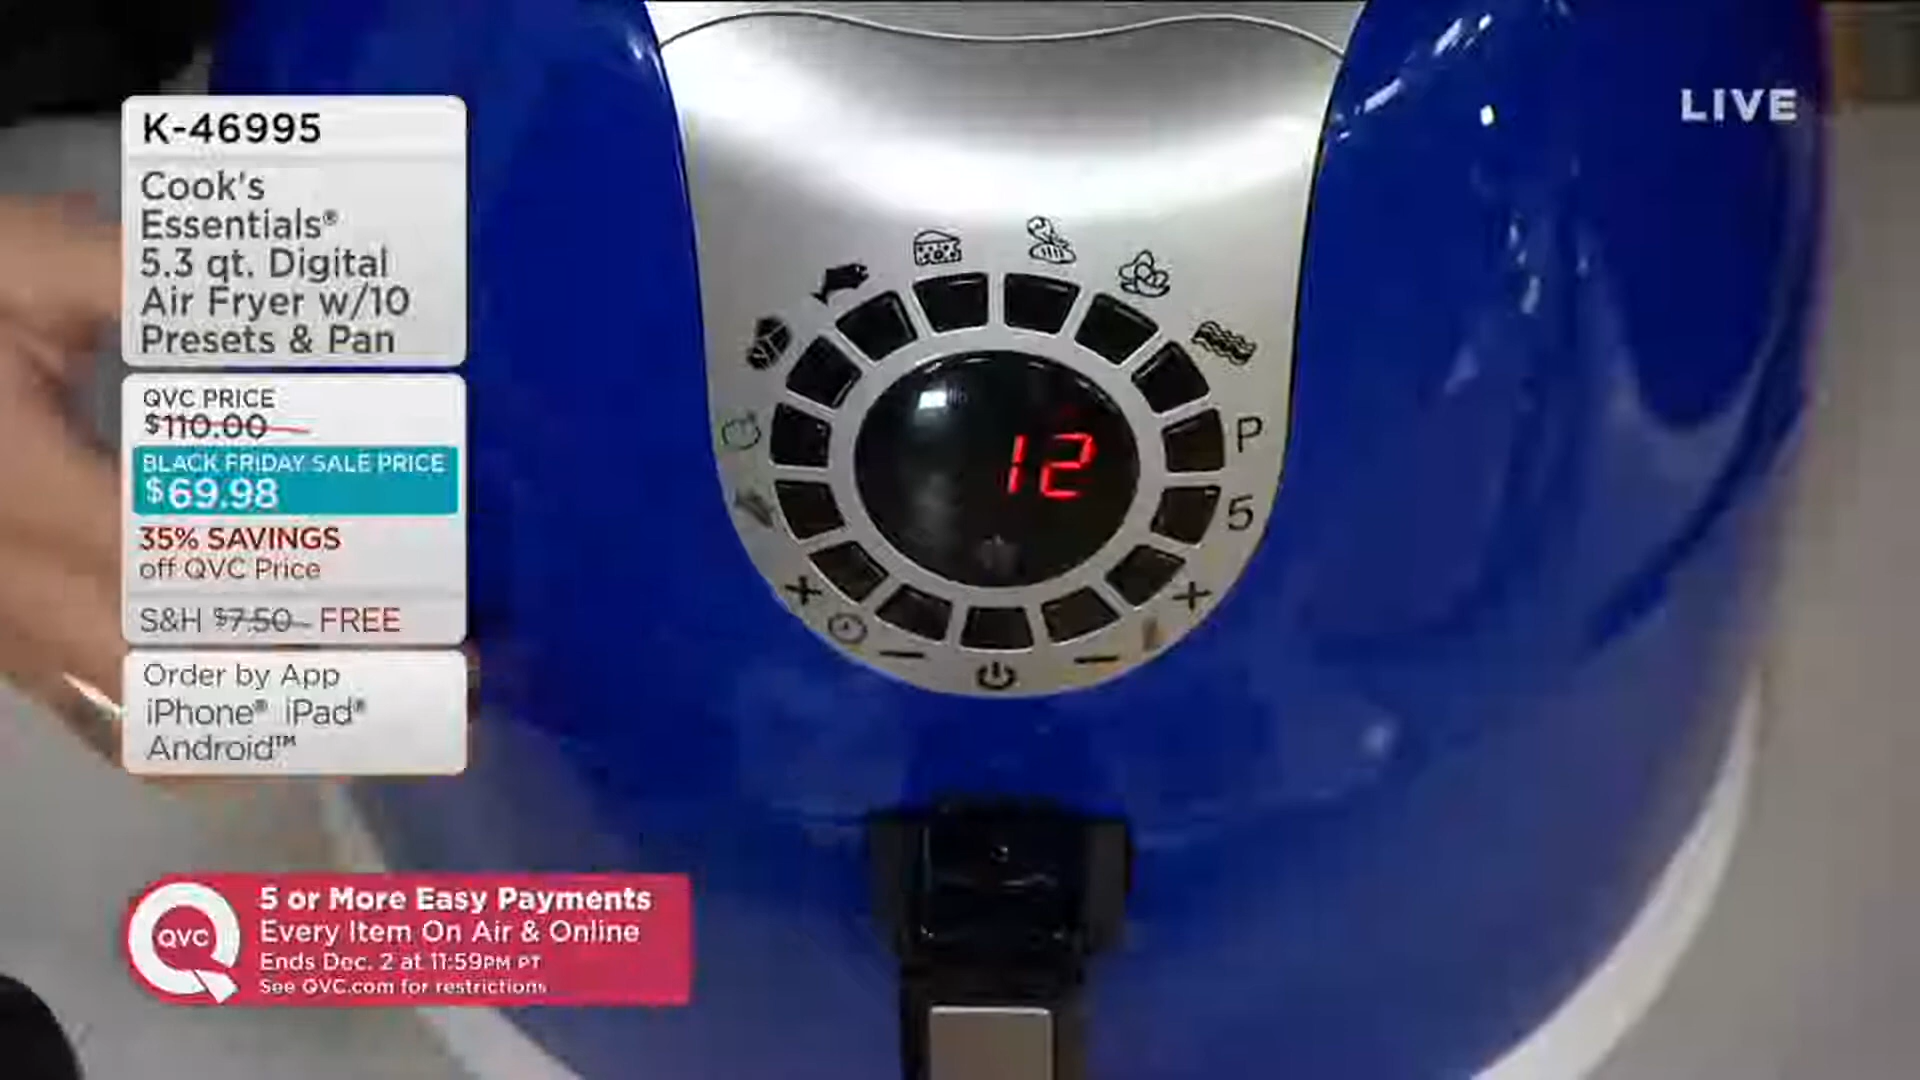 LIVE
K-46995
Cook's
Essentials®
5.3 qt. Digital
Air Fryer w/10
Presets & Pan
QVC PRICE
$110.00
BLACK FRIDAY SALE PRICE
$69.98
35% SAVINGS
off QVC Price
S&H $7.50 FREE
Order by App
iPhone® iPad®
Android™
12
P
5
QVC
5 or More Easy Payments
Every Item On Air & Online
Ends Dec. 2 at 11:59PM PT
See QVC.com for restrictions